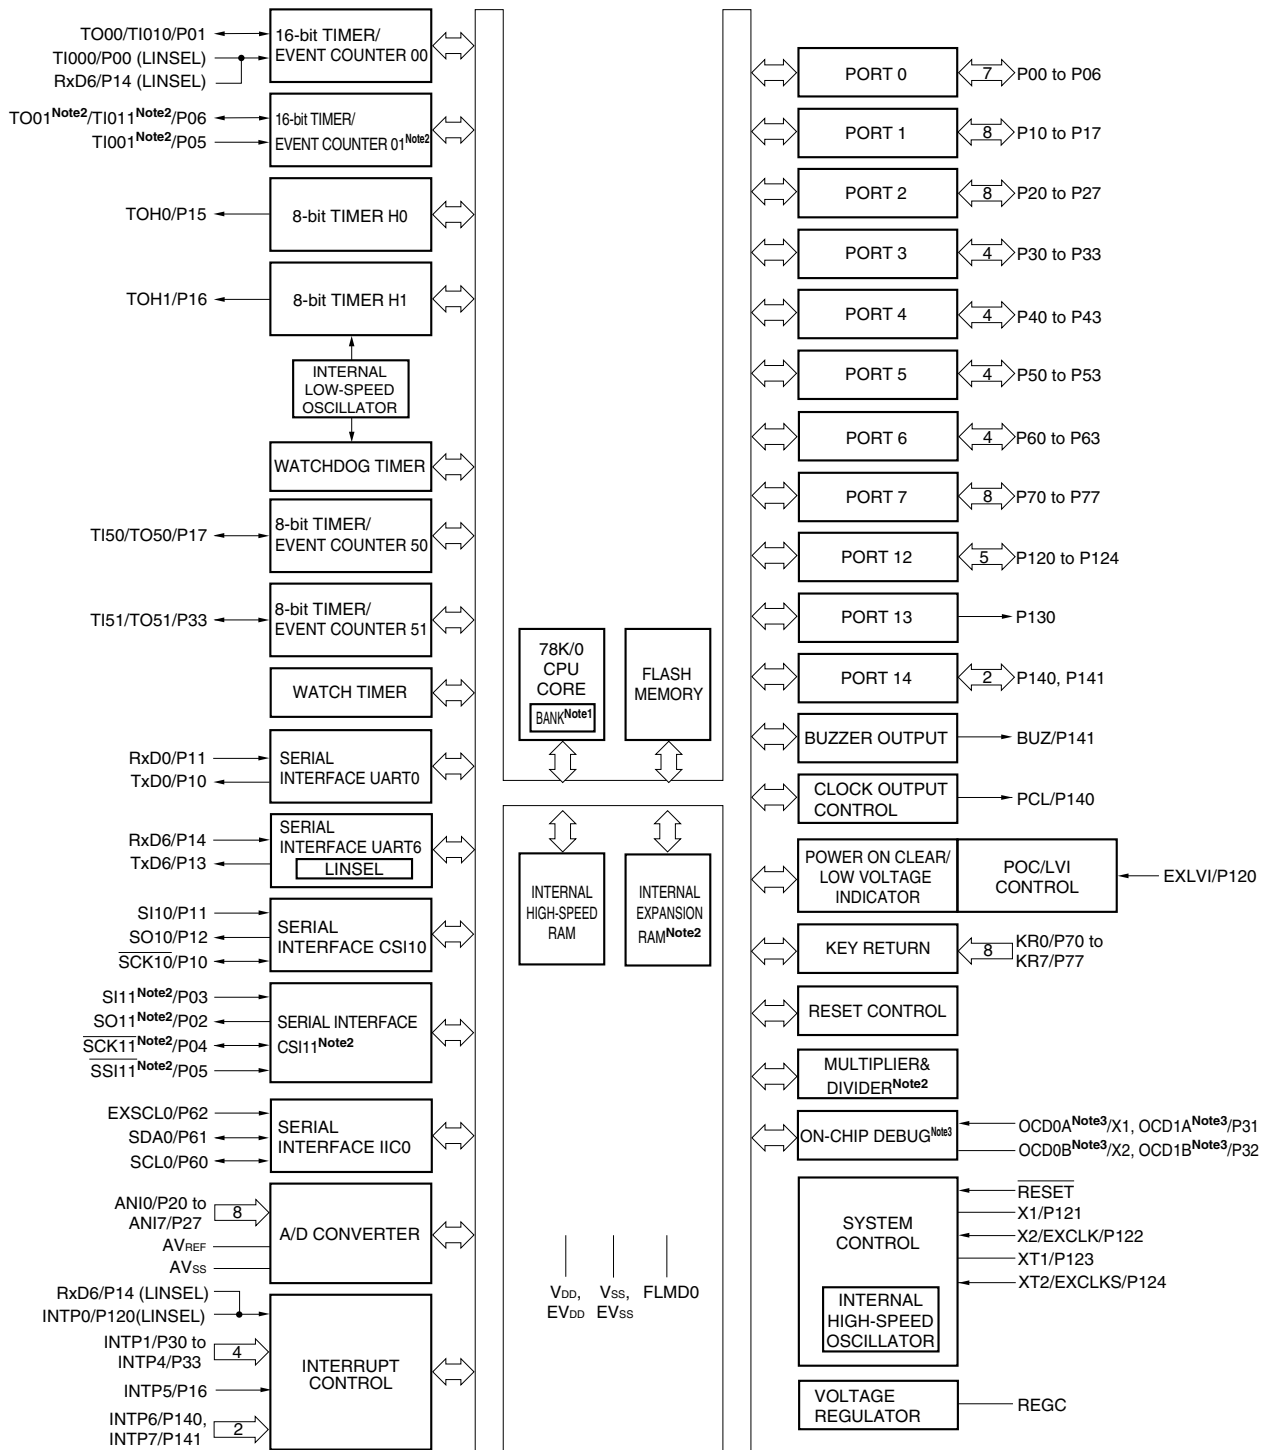 TO00/TI010/P01
TI000/P00 (LINSEL)
RxD6/P14 (LINSEL)
16-bit TIMER/
EVENT COUNTER 00
TO01Note2/TI011Note2/P06
TI001Note2/P05
16-bit TIMER/
EVENT COUNTER 01Note2
TOH0/P15
8-bit TIMER H0
TOH1/P16
8-bit TIMER H1
INTERNAL
LOW-SPEED
OSCILLATOR
WATCHDOG TIMER
TI50/TO50/P17
8-bit TIMER/
EVENT COUNTER 50
TI51/TO51/P33
8-bit TIMER/
EVENT COUNTER 51
WATCH TIMER
RxD0/P11
TxD0/P10
SERIAL
INTERFACE UART0
RxD6/P14
TxD6/P13
SERIAL
INTERFACE UART6
LINSEL
SI10/P11
SO10/P12
SCK10/P10
SERIAL
INTERFACE CSI10
SI11Note2/P03
SO11Note2/P02
SCK11Note2/P04
SSI11Note2/P05
SERIAL INTERFACE
CSI11Note2
EXSCL0/P62
SDA0/P61
SCL0/P60
SERIAL
INTERFACE IIC0
ANI0/P20 to
ANI7/P27
8
AVREF
AVSS
A/D CONVERTER
RxD6/P14 (LINSEL)
INTP0/P120(LINSEL)
INTP1/P30 to
INTP4/P33
4
INTP5/P16
INTP6/P140,
INTP7/P141
2
INTERRUPT
CONTROL
78K/0
CPU
CORE
BANKNote1
FLASH
MEMORY
INTERNAL
HIGH-SPEED
RAM
INTERNAL
EXPANSION
RAMNote2
VDD,
EVDD
VSS,
EVSS
FLMD0
PORT 0
7
P00 to P06
PORT 1
8
P10 to P17
PORT 2
8
P20 to P27
PORT 3
4
P30 to P33
PORT 4
4
P40 to P43
PORT 5
4
P50 to P53
PORT 6
4
P60 to P63
PORT 7
8
P70 to P77
PORT 12
5
P120 to P124
PORT 13
P130
PORT 14
2
P140, P141
BUZZER OUTPUT
BUZ/P141
CLOCK OUTPUT
CONTROL
PCL/P140
POWER ON CLEAR/
LOW VOLTAGE
INDICATOR
POC/LVI
CONTROL
EXLVI/P120
KEY RETURN
8
KR0/P70 to
KR7/P77
RESET CONTROL
MULTIPLIER&
DIVIDERNote2
ON-CHIP DEBUGNote3
OCD0ANote3/X1, OCD1ANote3/P31
OCD0BNote3/X2, OCD1BNote3/P32
SYSTEM
CONTROL
INTERNAL
HIGH-SPEED
OSCILLATOR
RESET
X1/P121
X2/EXCLK/P122
XT1/P123
XT2/EXCLKS/P124
VOLTAGE
REGULATOR
REGC